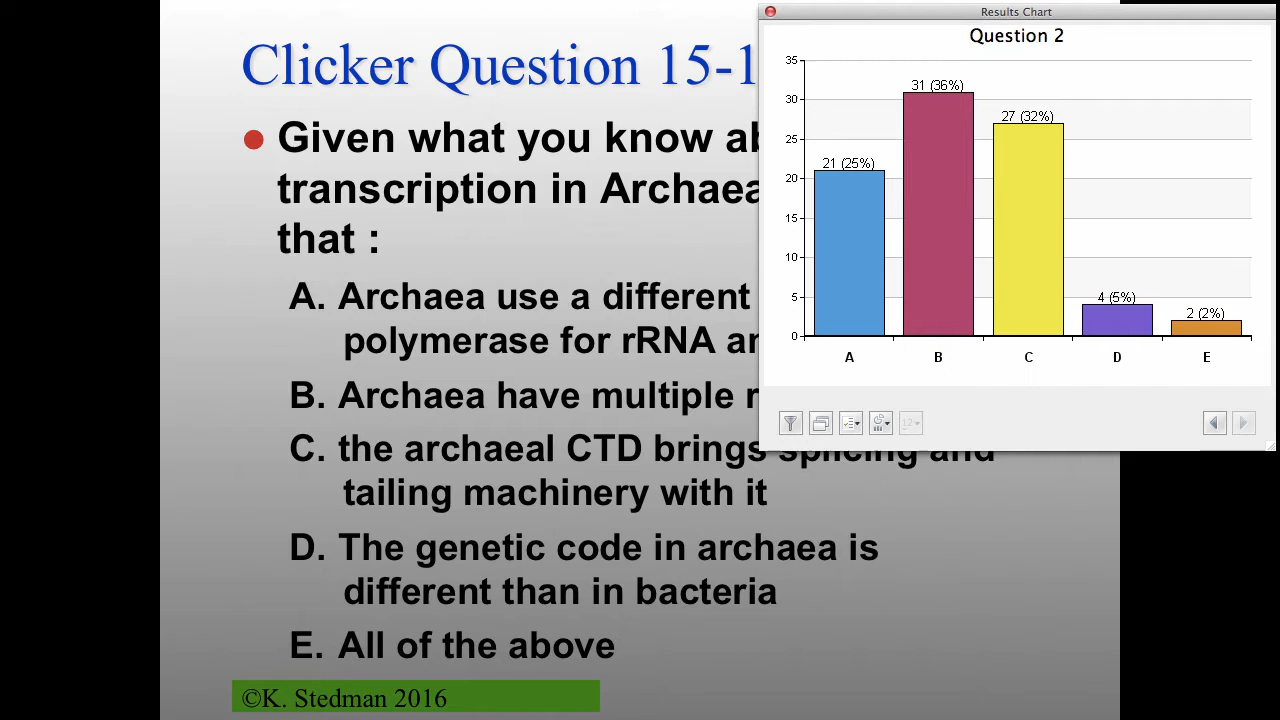 Clicker Question 15-1
Given what you know
transcription in Archaea
that :
A. Archaea use a different
polymerase for rRNA
B. Archaea have multiple
C. the archaeal CTD brings splicing and
tailing machinery with it
D. The genetic code in archaea is
different than in bacteria
E. All of the above
©K. Stedman 2016
Results Chart
Question 2
35
30
25
20
15
10
5
0
21 (25%)
31 (36%)
27 (32%)
4 (5%)
2 (2%)
A B C D E
12